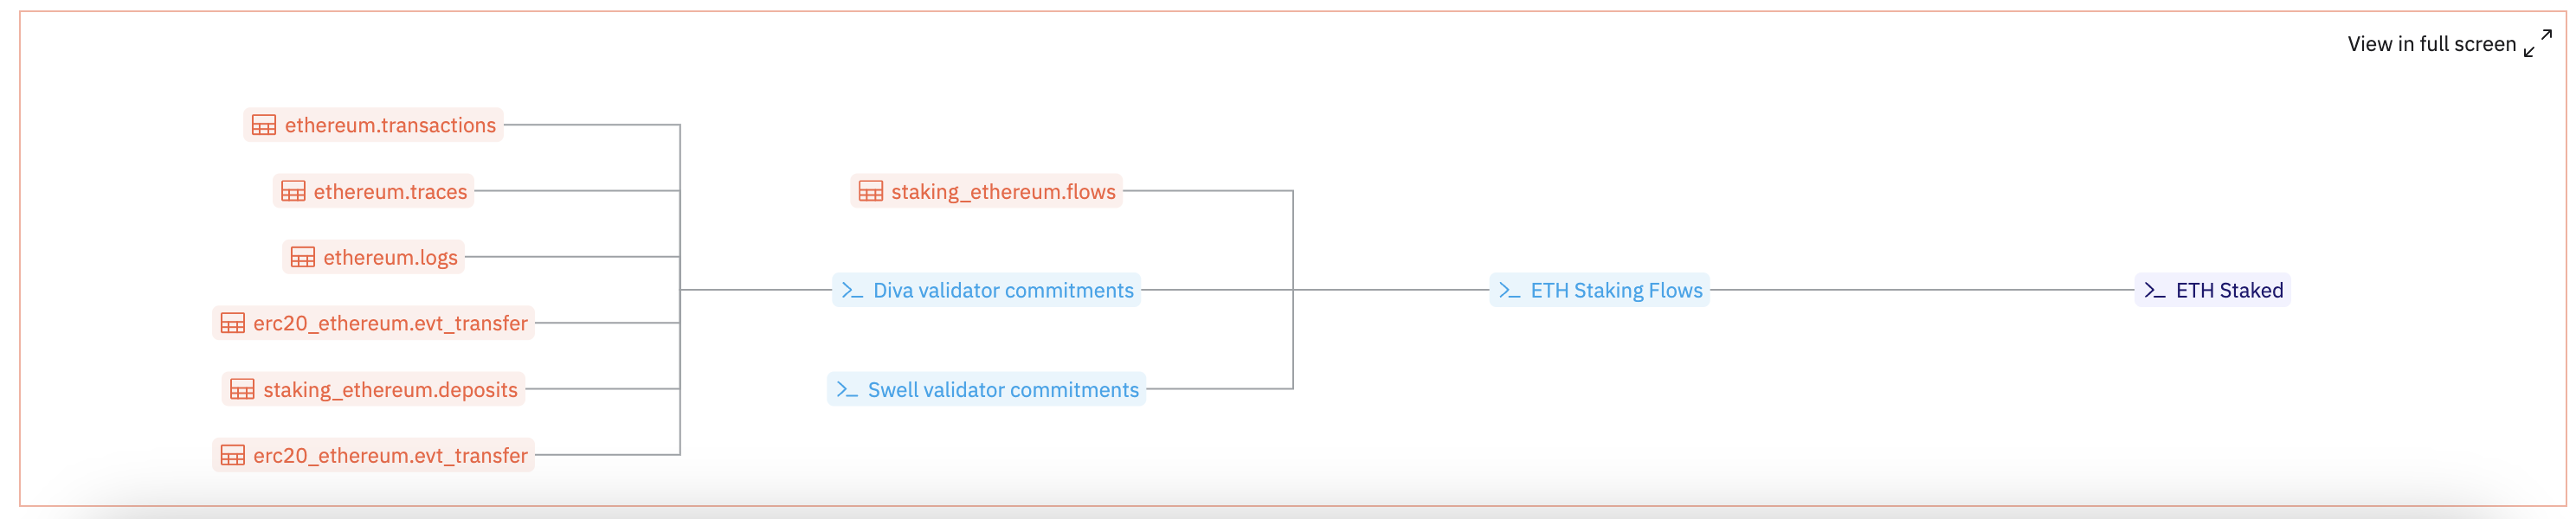 View in full screen
ethereum.transactions
ethereum.traces
ethereum.logs
erc20_ethereum.evt_transfer
staking_ethereum.deposits
erc20_ethereum.evt_transfer
staking_ethereum.flows
Diva validator commitments
Swell validator commitments
ETH Staking Flows
ETH Staked